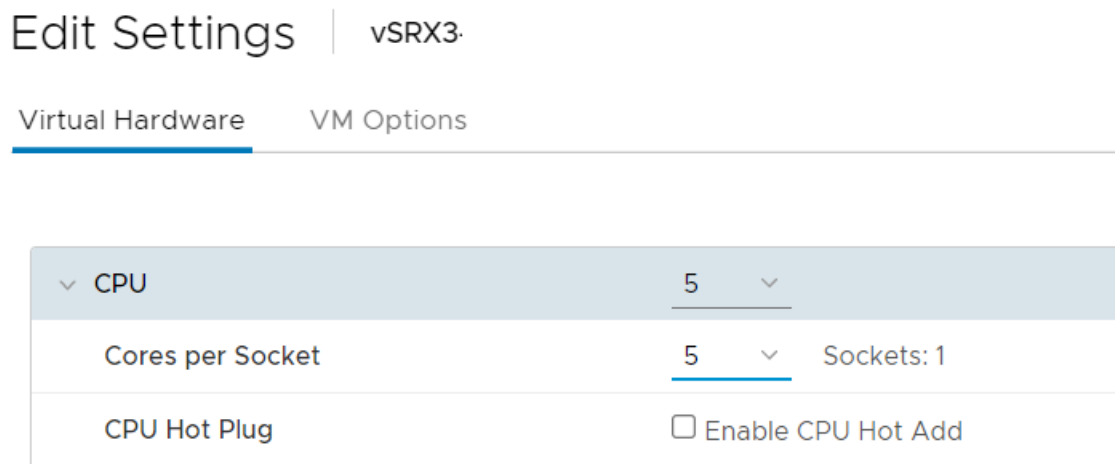 Edit Settings vSRX3
Virtual Hardware VM Options
CPU 5
Cores per Socket 5 Sockets: 1
CPU Hot Plug Enable CPU Hot Add